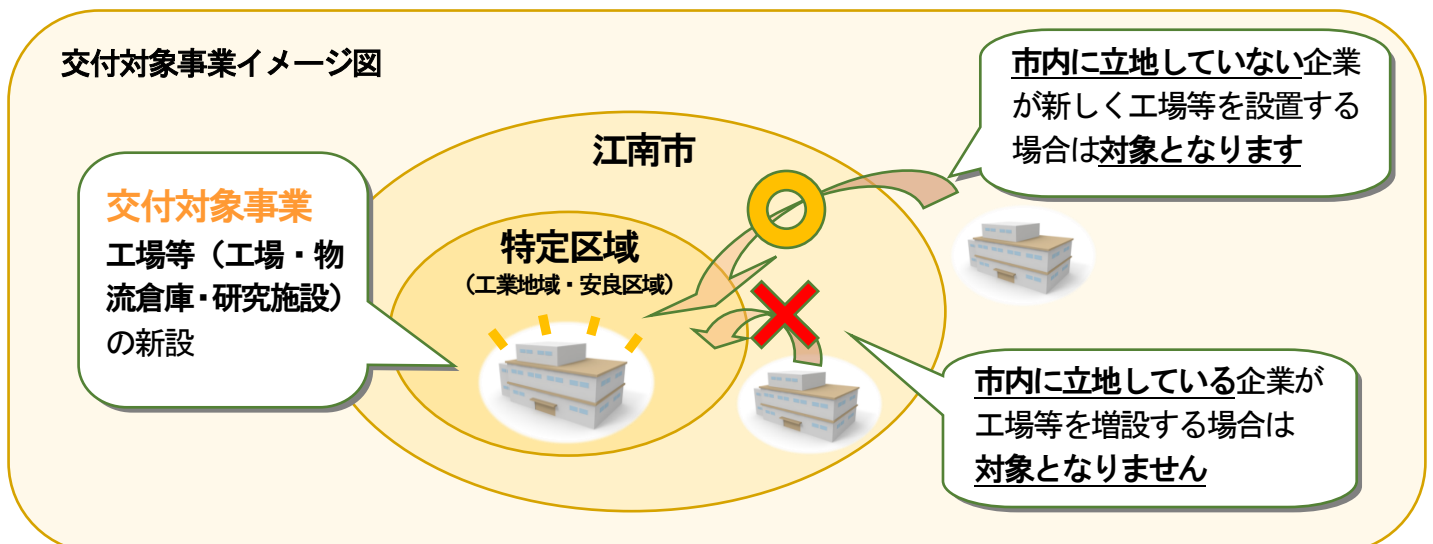 交付対象事業イメージ図
市内に立地していない企業
が新しく工場等を設置する
場合は対象となります
江南市
交付対象事業
工場等（工場・物
流倉庫・研究施設）
の新設
特定区域
（工業地域・安良区域）
市内に立地している企業が
工場等を増設する場合は
対象となりません